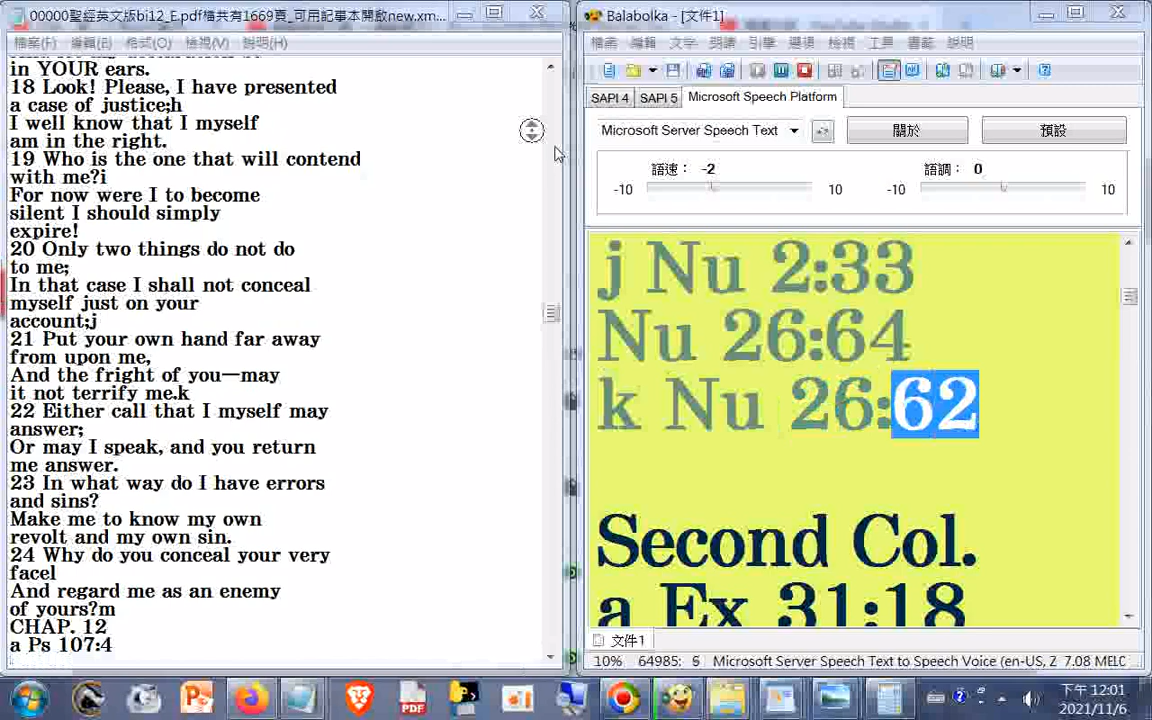 00000聖經英文版bi12_E.pdf檔共有1669頁_可用記事本開啟new.xm...
檔案(F) 編輯(E) 格式(O) 檢視(V) 說明(H)
in YOUR ears.
18 Look! Please, I have presented
a case of justice;h
I well know that I myself
am in the right.
19 Who is the one that will contend
with me?i
For now were I to become
silent I should simply
expire!
20 Only two things do not do
to me;
In that case I shall not conceal
myself just on your
account;j
21 Put your own hand far away
from upon me,
And the fright of you—may
it not terrify me.k
22 Either call that I myself may
answer;
Or may I speak, and you return
me answer.
23 In what way do I have errors
and sins?
Make me to know my own
revolt and my own sin.
24 Why do you conceal your very
facel
And regard me as an enemy
of yours?m
CHAP. 12
a Ps 107:4
Balabolka - [文件1]
檔案 編輯 文字 朗讀 引擎 選項 檢視 工具 書籤 說明
SAPI 4 SAPI 5 Microsoft Speech Platform
Microsoft Server Speech Text 關於 預設
語速： -2 語調： 0
-10 10 -10 10
j Nu 2:33
Nu 26:64
k Nu 26:62
Second Col.
a Ex 31:18
文件1
10% 64985: 5 Microsoft Server Speech Text to Speech Voice (en-US, Z 7.08 MELC
PDF
下午 12:01
2021/11/6